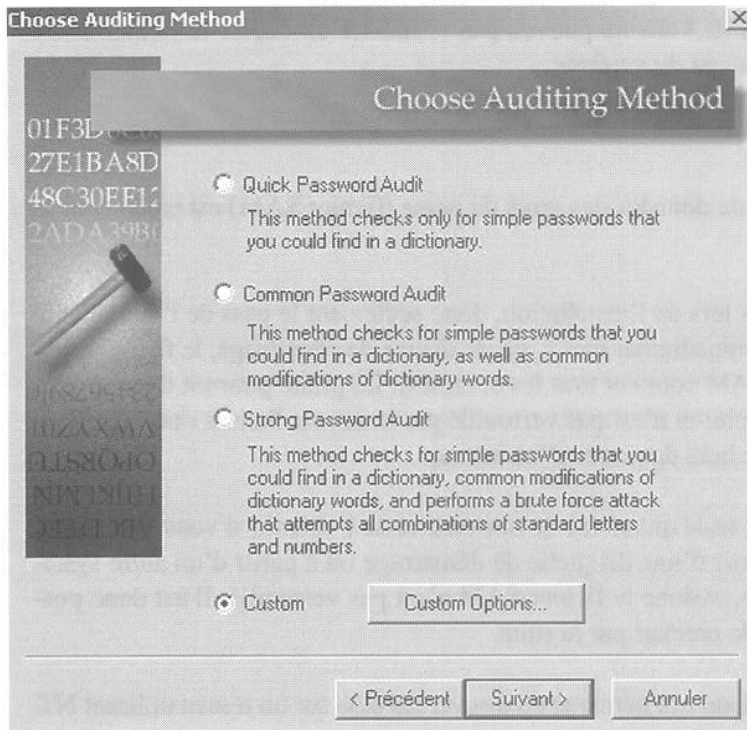 Choose Auditing Method
Choose Auditing Method
27E1BA8D
48C30EE12
2ADA39B0
Quick Password Audit
This method checks only for simple passwords that
you could find in a dictionary.
Common Password Audit
This method checks for simple passwords that you
could find in a dictionary, as well as common
modifications of dictionary words.
Strong Password Audit
This method checks for simple passwords that you
could find in a dictionary, common modifications of
dictionary words, and performs a brute force attack
that attempts all combinations of standard letters
and numbers.
Custom
Custom Options...
< Précédent
Suivant >
Annuler